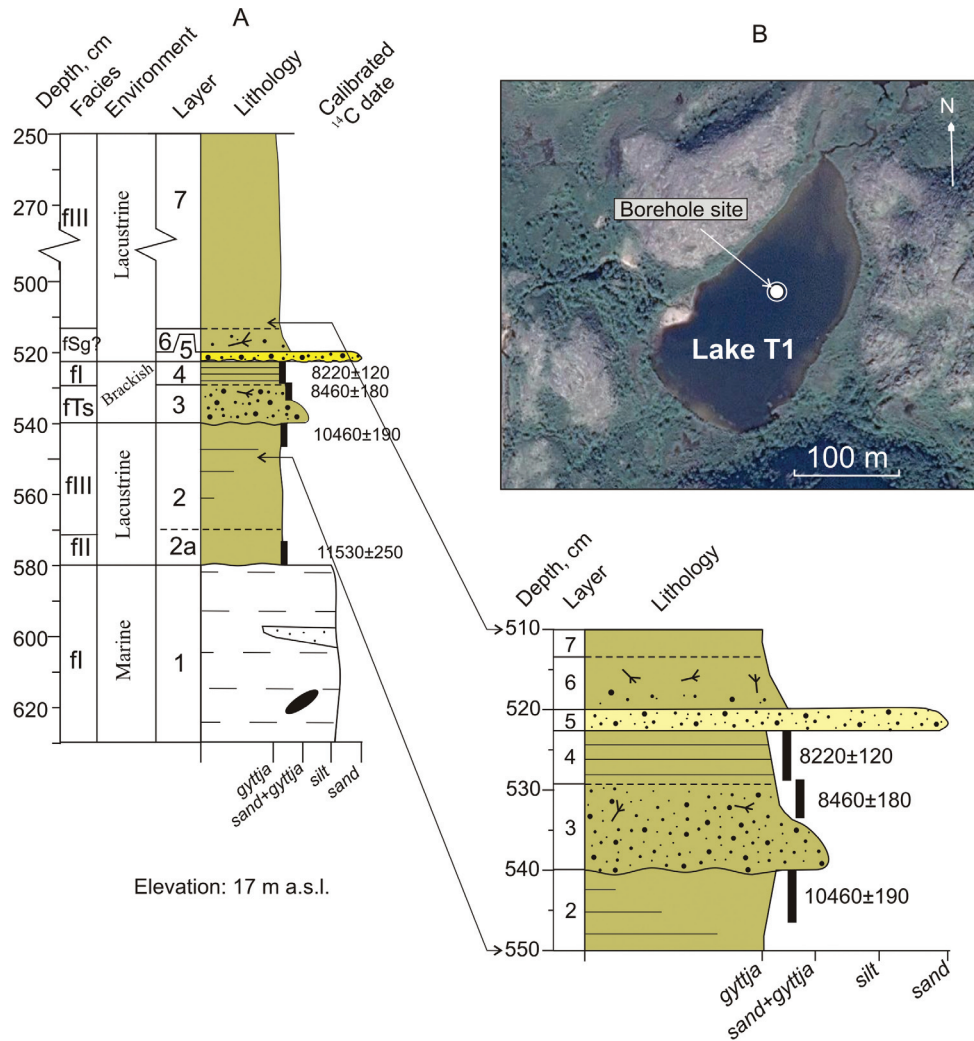 A
Depth, cm
Facies
Environment
Layer
Lithology
Calibrated
¹⁴C date
250
270
500
520
540
560
580
600
620
fIII
fSg?
fI
fTs
fIII
fII
fI
Lacustrine
Brackish
Lacustrine
Marine
7
6/5
4
3
2
2a
1
8220±120
8460±180
10460±190
11530±250
gyttja
sand+gyttja
silt
sand
Elevation: 17 m a.s.l.
B
N
Borehole site
Lake T1
100 m
Depth, cm
Layer
Lithology
510
520
530
540
550
7
6
5
4
3
2
8220±120
8460±180
10460±190
gyttja
sand+gyttja
silt
sand